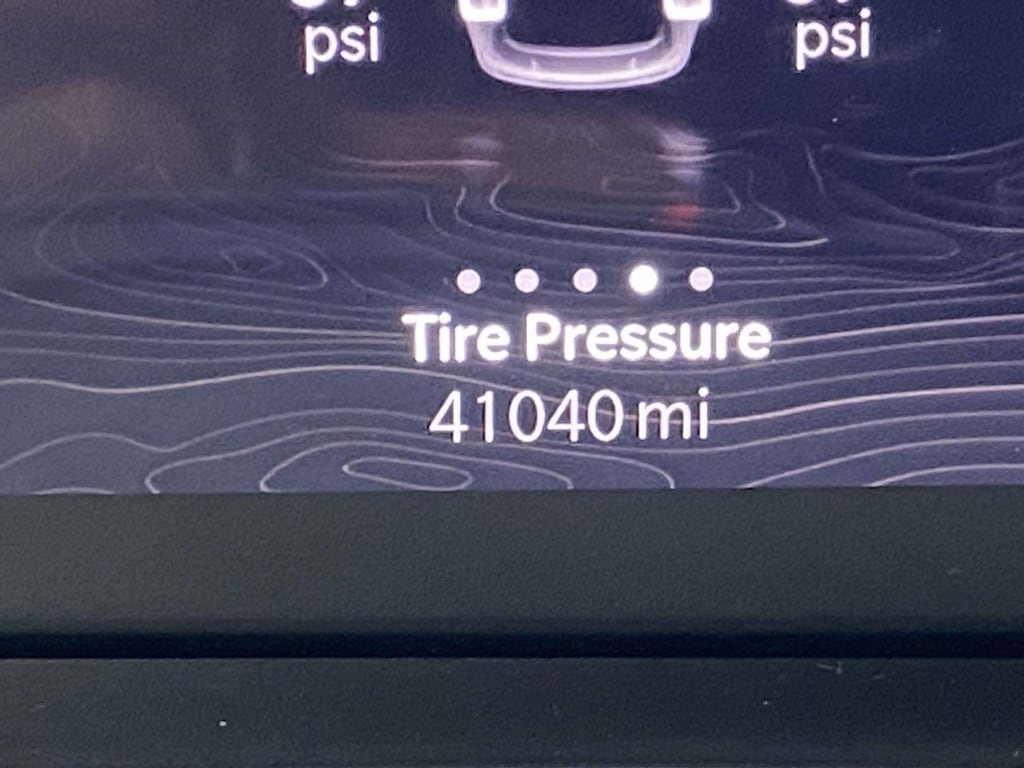 psi psi
Tire Pressure
41040 mi